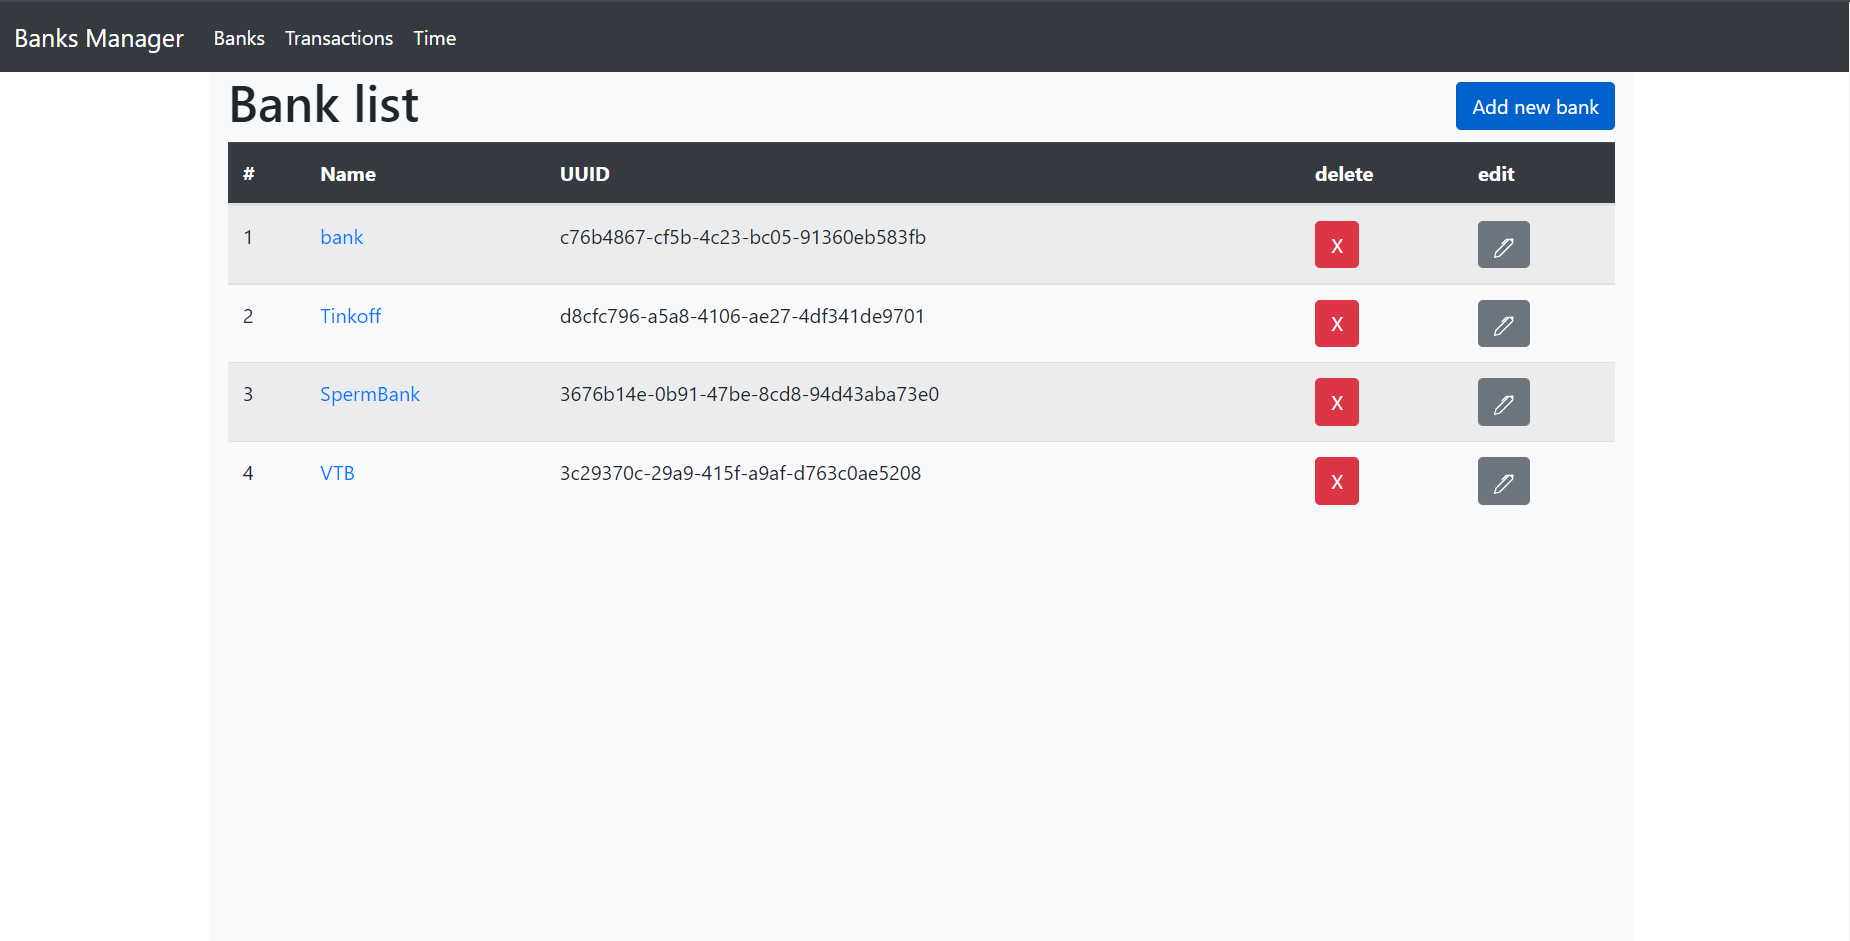 Banks Manager Banks Transactions Time
Bank list Add new bank
# Name UUID delete edit
1 bank c76b4867-cf5b-4c23-bc05-91360eb583fb X
2 Tinkoff d8cfc796-a5a8-4106-ae27-4df341de9701 X
3 SpermBank 3676b14e-0b91-47be-8cd8-94d43aba73e0 X
4 VTB 3c29370c-29a9-415f-a9af-d763c0ae5208 X